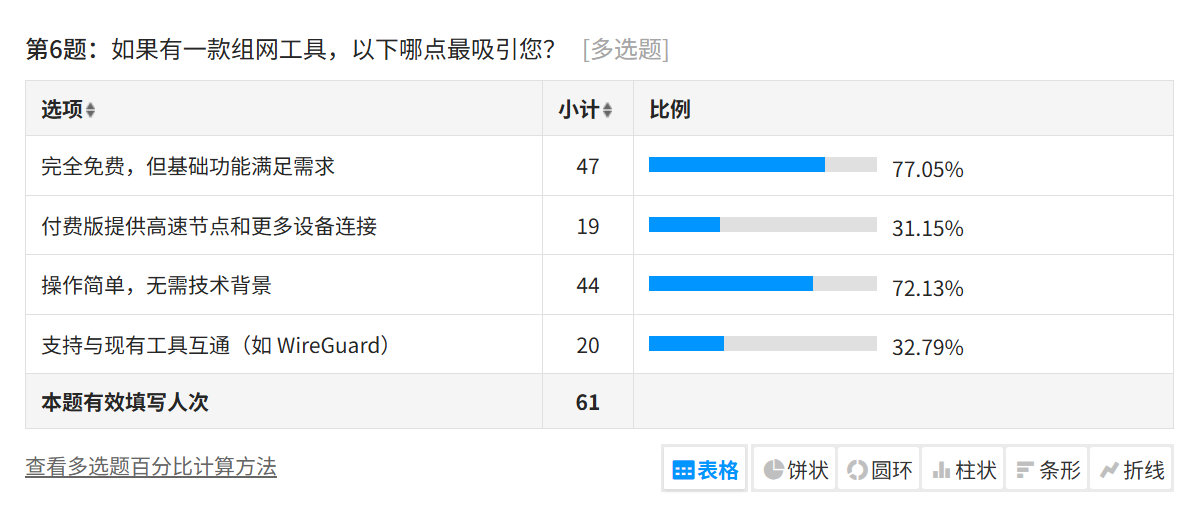 第6题：如果有一款组网工具，以下哪点最吸引您？ [多选题]
选项 小计 比例
完全免费，但基础功能满足需求 47 77.05%
付费版提供高速节点和更多设备连接 19 31.15%
操作简单，无需技术背景 44 72.13%
支持与现有工具互通（如 WireGuard） 20 32.79%
本题有效填写人次 61
查看多选题百分比计算方法 表格 饼状 圆环 柱状 条形 折线